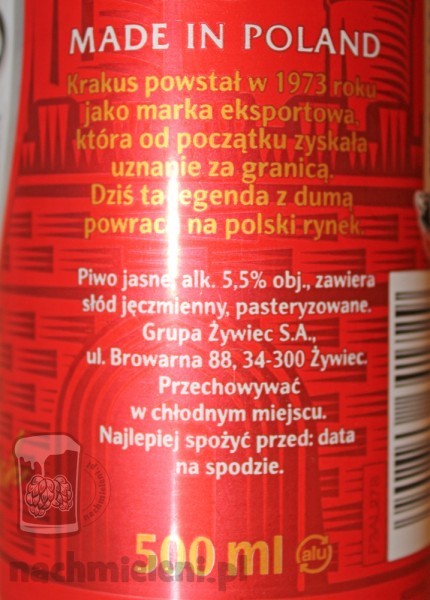 MADE IN POLAND
Krakus powstał w 1973 roku
jako marka eksportowa,
która od początku zyskała
uznanie za granicą.
Dziś ta legenda z dumą
powraca na polski rynek.
Piwo jasne, alk. 5,5% obj., zawiera
słód jęczmienny, pasteryzowane.
Grupa Żywiec S.A.,
ul. Browarna 88, 34-300 Żywiec.
Przechowywać
w chłodnym miejscu.
Najlepiej spożyć przed: data
na spodzie.
500 ml alu
nachmieleni.pl